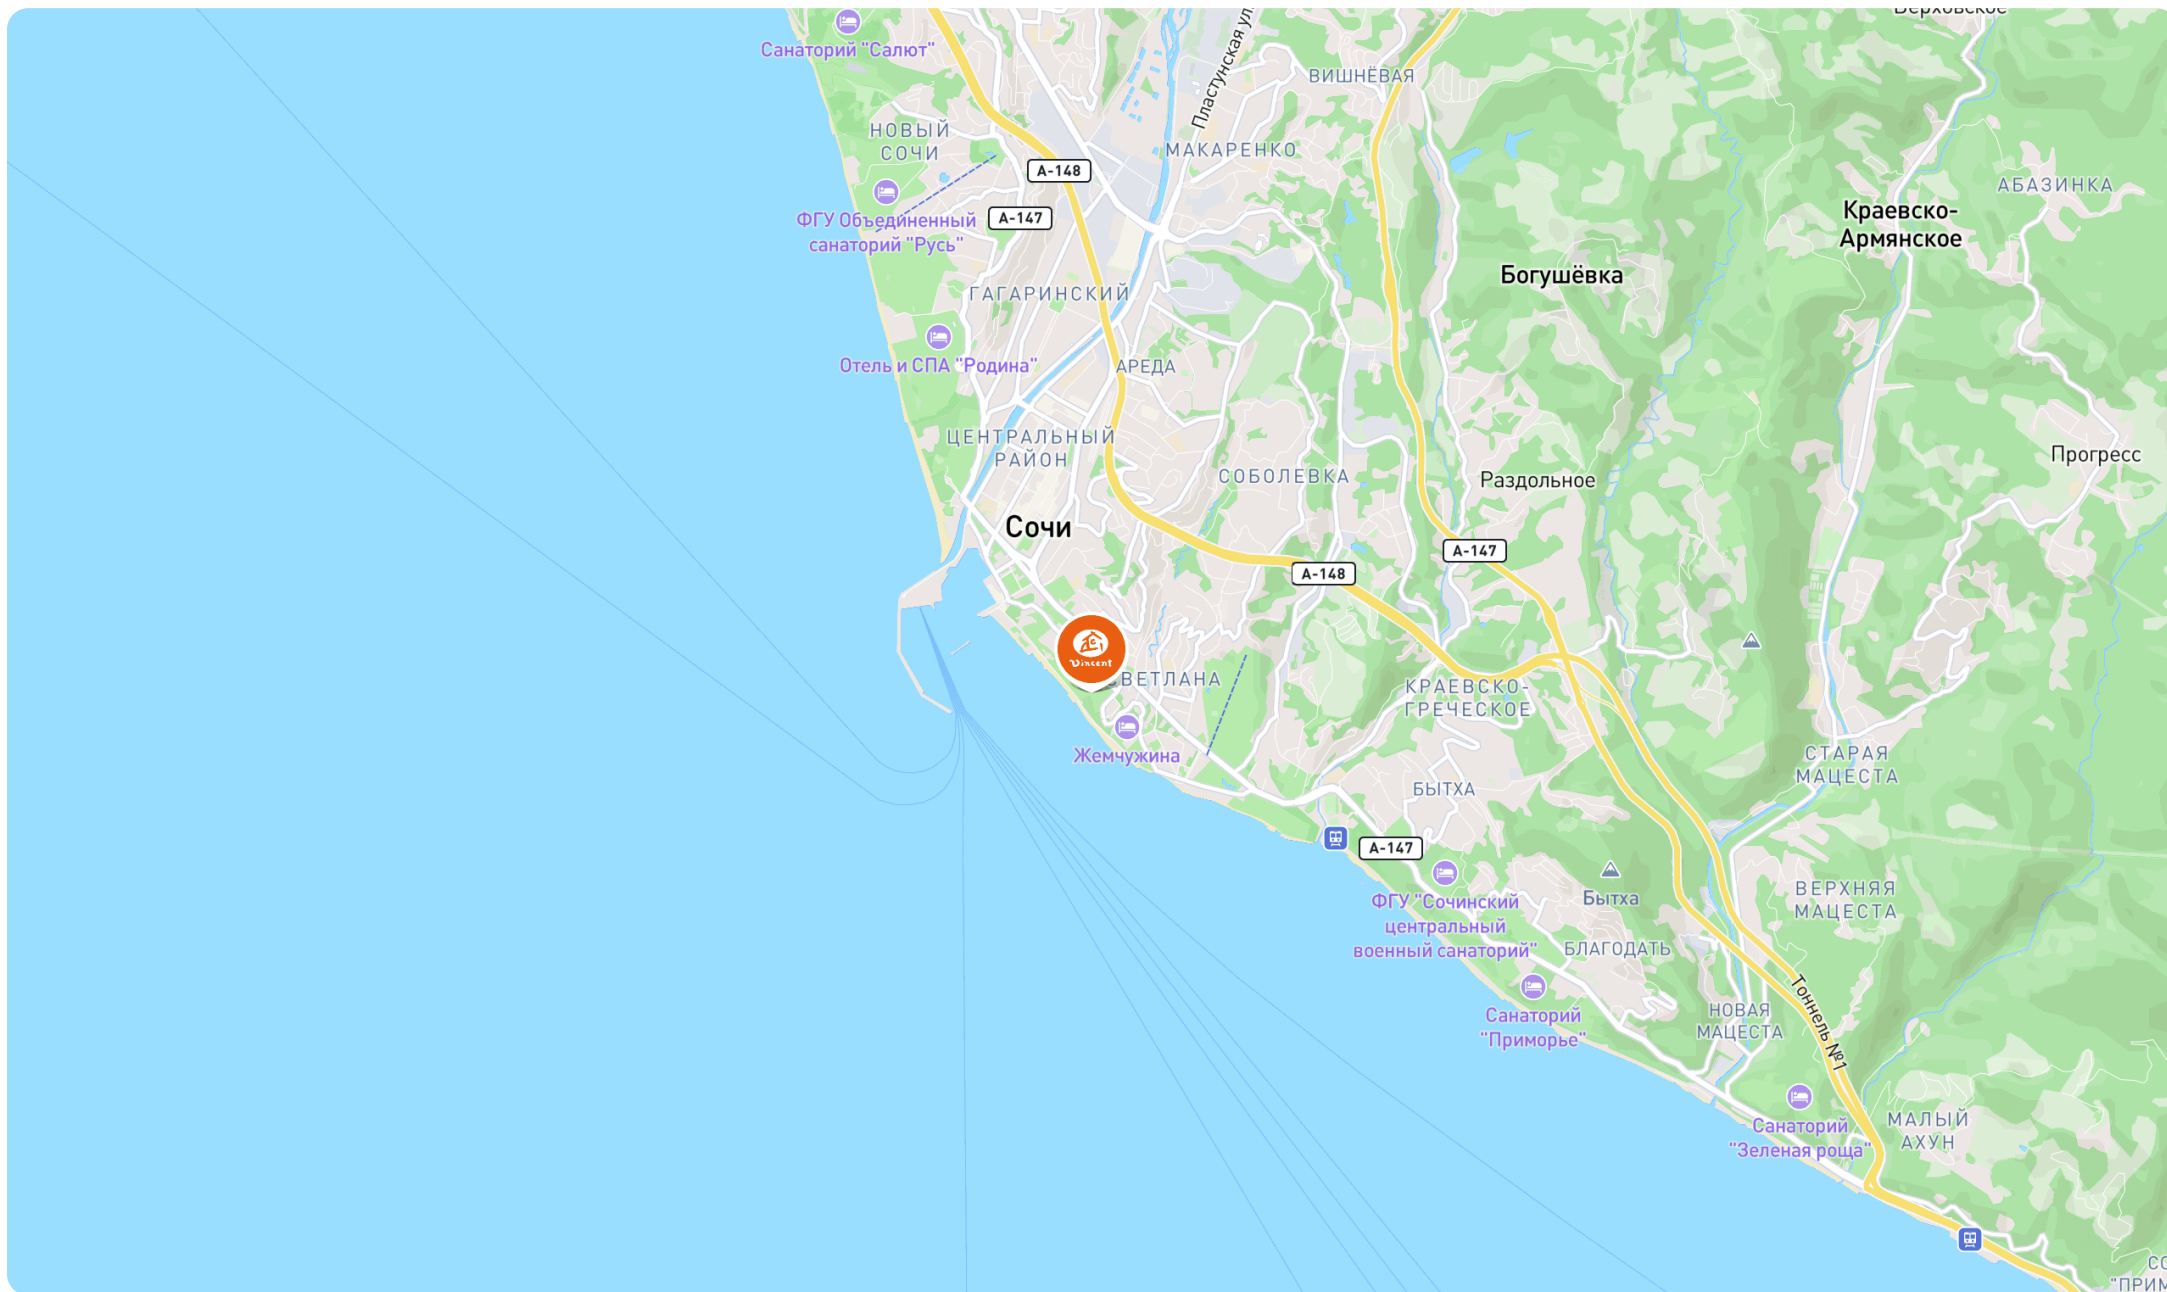 Верховское
Санаторий "Салют"
Пластунская ул.
ВИШНЁВАЯ
НОВЫЙ
СОЧИ
МАКАРЕНКО
А-148
АБАЗИНКА
ФГУ Объединенный
санаторий "Русь"
А-147
Краевско-
Армянское
Богушёвка
ГАГАРИНСКИЙ
Отель и СПА "Родина"
АРЕДА
ЦЕНТРАЛЬНЫЙ
РАЙОН
Прогресс
СОБОЛЕВКА
Раздольное
Сочи
А-147
А-148
Vincent
ВЕТЛАНА
КРАЕВСКО-
ГРЕЧЕСКОЕ
Жемчужина
СТАРАЯ
МАЦЕСТА
БЫТХА
А-147
ФГУ "Сочинский
центральный
военный санаторий"
Бытха
ВЕРХНЯЯ
МАЦЕСТА
БЛАГОДАТЬ
Санаторий
"Приморье"
НОВАЯ
МАЦЕСТА
Тоннель №1
Санаторий
"Зеленая роща"
МАЛЫЙ
АХУН
СО
"ПРИМ